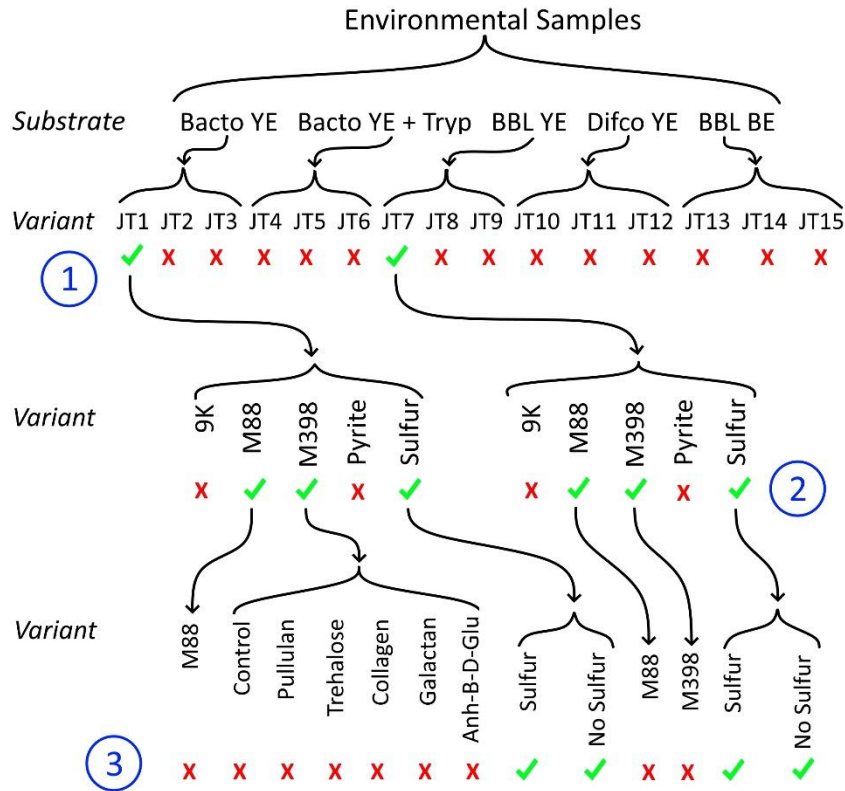 Environmental Samples
Substrate Bacto YE Bacto YE + Tryp BBL YE Difco YE BBL BE
Variant JT1 JT2 JT3 JT4 JT5 JT6 JT7 JT8 JT9 JT10 JT11 JT12 JT13 JT14 JT15
✓ X X X X X ✓ X X X X X X X X
1
Variant 9K M88 M398 Pyrite Sulfur 9K M88 M398 Pyrite Sulfur
X ✓ ✓ X ✓ X ✓ ✓ X ✓
2
Variant M88 Control Pullulan Trehalose Collagen Galactan Anh-B-D-Glu Sulfur No Sulfur M88 M398 Sulfur No Sulfur
3
X X X X X X X ✓ ✓ X X ✓ ✓